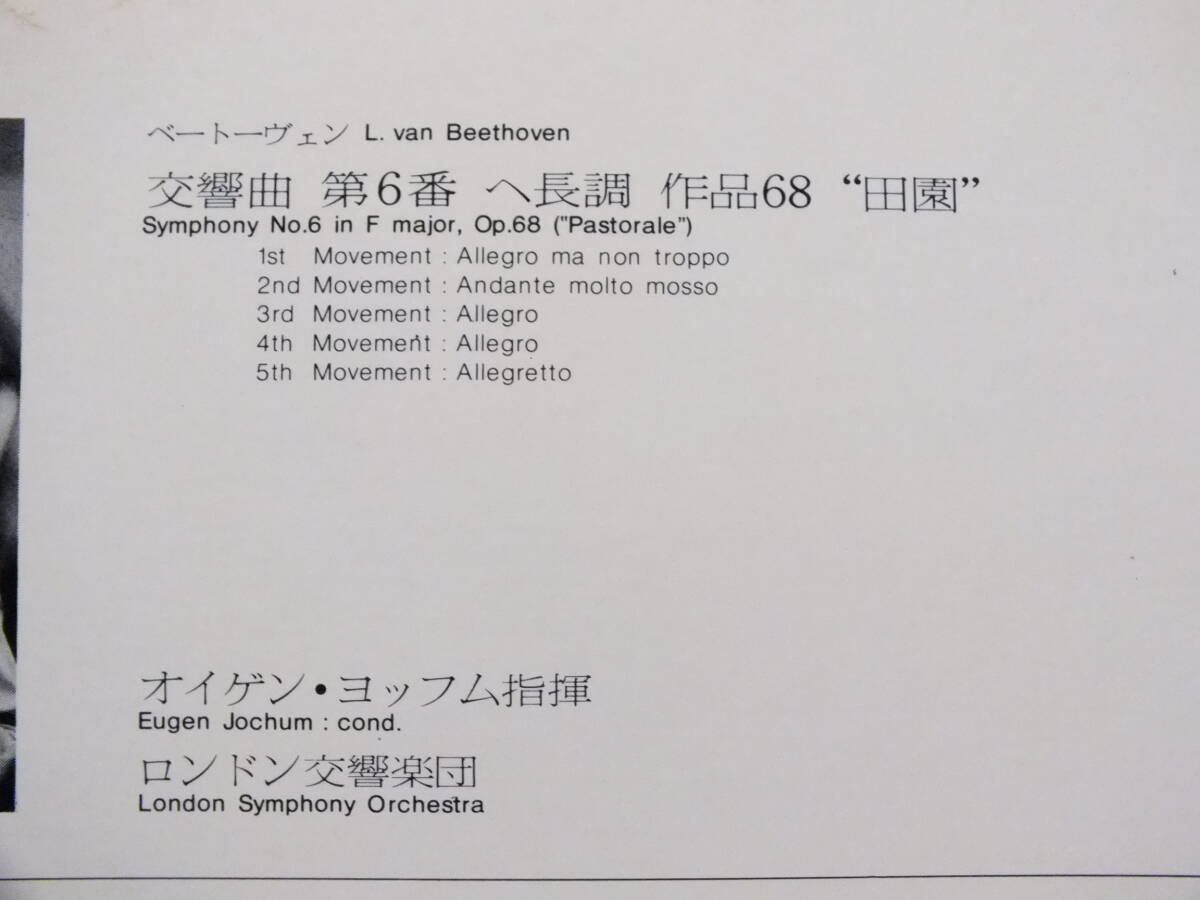 ベートーヴェン L. van Beethoven
交響曲 第6番 ヘ長調 作品68 “田園”
Symphony No.6 in F major, Op.68 ("Pastorale")
1st Movement : Allegro ma non troppo
2nd Movement : Andante molto mosso
3rd Movement : Allegro
4th Movement : Allegro
5th Movement : Allegretto
オイゲン・ヨッフム指揮
Eugen Jochum : cond.
ロンドン交響楽団
London Symphony Orchestra